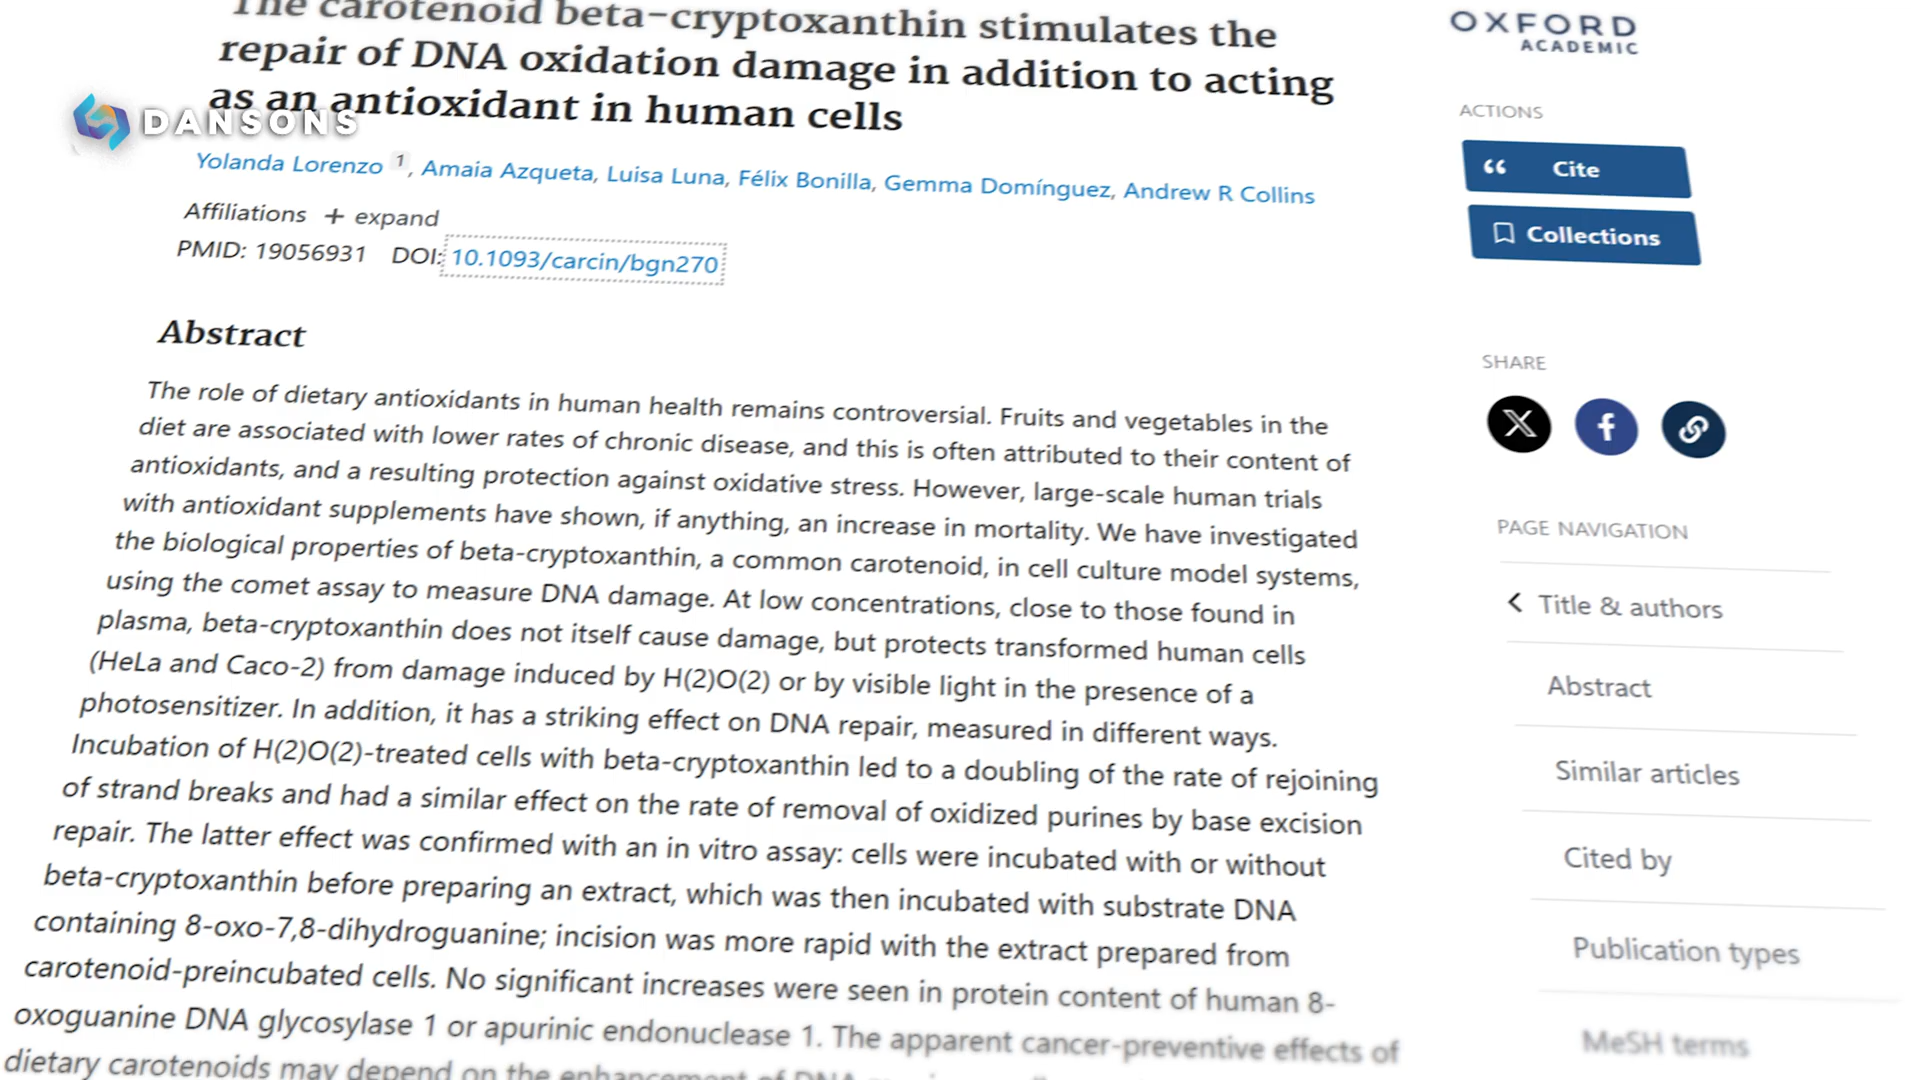 The carotenoid beta-cryptoxanthin stimulates the
repair of DNA oxidation damage in addition to acting
as an antioxidant in human cells
DANSONS
Yolanda Lorenzo 1, Amaia Azqueta, Luisa Luna, Félix Bonilla, Gemma Domínguez, Andrew R Collins
Affiliations + expand
PMID: 19056931 DOI: 10.1093/carcin/bgn270
Abstract
The role of dietary antioxidants in human health remains controversial. Fruits and vegetables in the
diet are associated with lower rates of chronic disease, and this is often attributed to their content of
antioxidants, and a resulting protection against oxidative stress. However, large-scale human trials
with antioxidant supplements have shown, if anything, an increase in mortality. We have investigated
the biological properties of beta-cryptoxanthin, a common carotenoid, in cell culture model systems,
using the comet assay to measure DNA damage. At low concentrations, close to those found in
plasma, beta-cryptoxanthin does not itself cause damage, but protects transformed human cells
(HeLa and Caco-2) from damage induced by H(2)O(2) or by visible light in the presence of a
photosensitizer. In addition, it has a striking effect on DNA repair, measured in different ways.
Incubation of H(2)O(2)-treated cells with beta-cryptoxanthin led to a doubling of the rate of rejoining
of strand breaks and had a similar effect on the rate of removal of oxidized purines by base excision
repair. The latter effect was confirmed with an in vitro assay: cells were incubated with or without
beta-cryptoxanthin before preparing an extract, which was then incubated with substrate DNA
containing 8-oxo-7,8-dihydroguanine; incision was more rapid with the extract prepared from
carotenoid-preincubated cells. No significant increases were seen in protein content of human 8-
oxoguanine DNA glycosylase 1 or apurinic endonuclease 1. The apparent cancer-preventive effects of
dietary carotenoids may depend on the enhancement of DNA
OXFORD
ACADEMIC
ACTIONS
Cite
Collections
SHARE
PAGE NAVIGATION
Title & authors
Abstract
Similar articles
Cited by
Publication types
MeSH terms